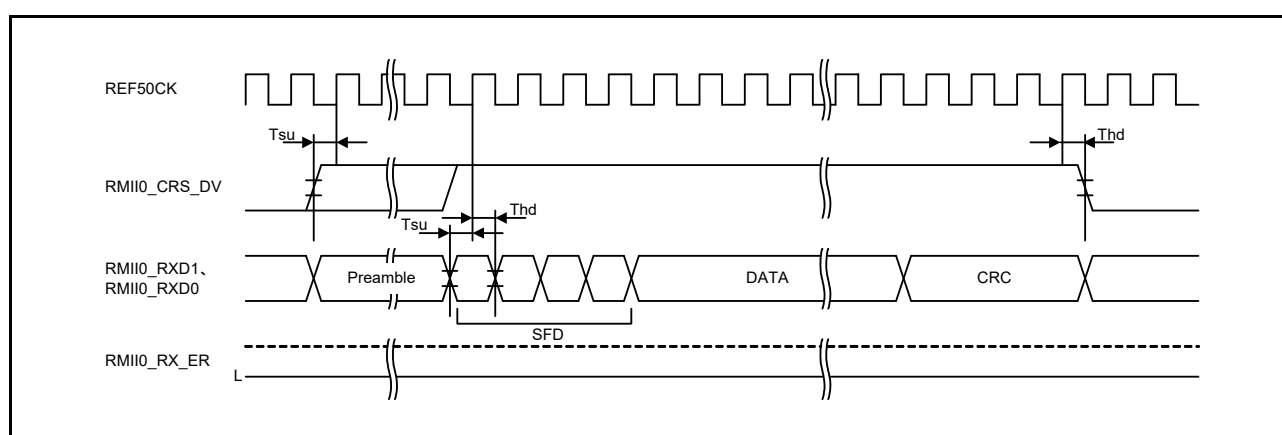 REF50CK
Tsu
Thd
RMII0_CRS_DV
Tsu
Thd
RMII0_RXD1、
RMII0_RXD0
Preamble
DATA
CRC
SFD
RMII0_RX_ER
L